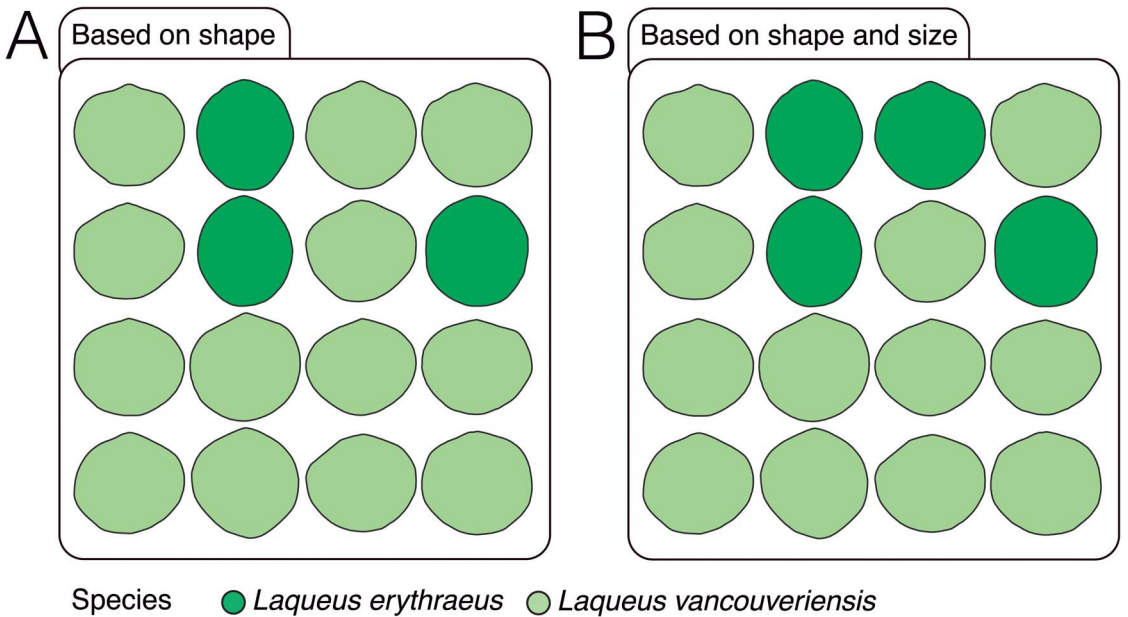 A
Based on shape
B
Based on shape and size
Species
Laqueus erythraeus
Laqueus vancouveriensis